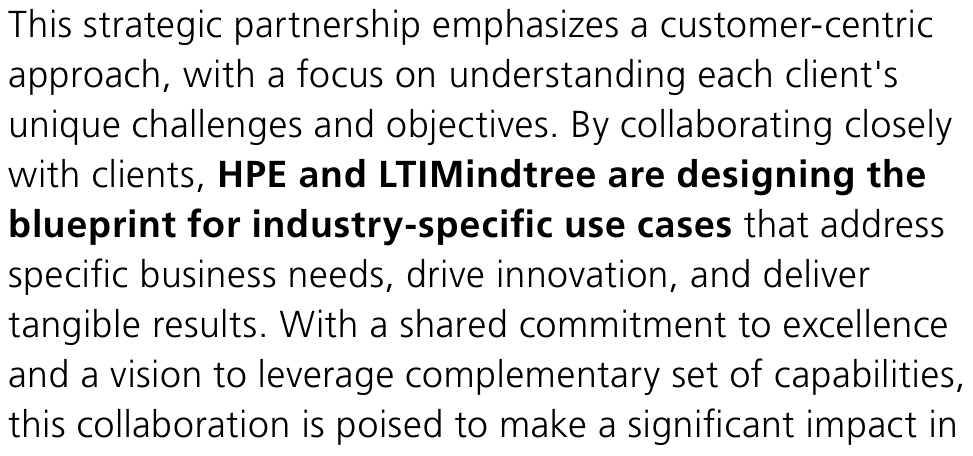 This strategic partnership emphasizes a customer-centric
approach, with a focus on understanding each client's
unique challenges and objectives. By collaborating closely
with clients, HPE and LTIMindtree are designing the
blueprint for industry-specific use cases that address
specific business needs, drive innovation, and deliver
tangible results. With a shared commitment to excellence
and a vision to leverage complementary set of capabilities,
this collaboration is poised to make a significant impact in